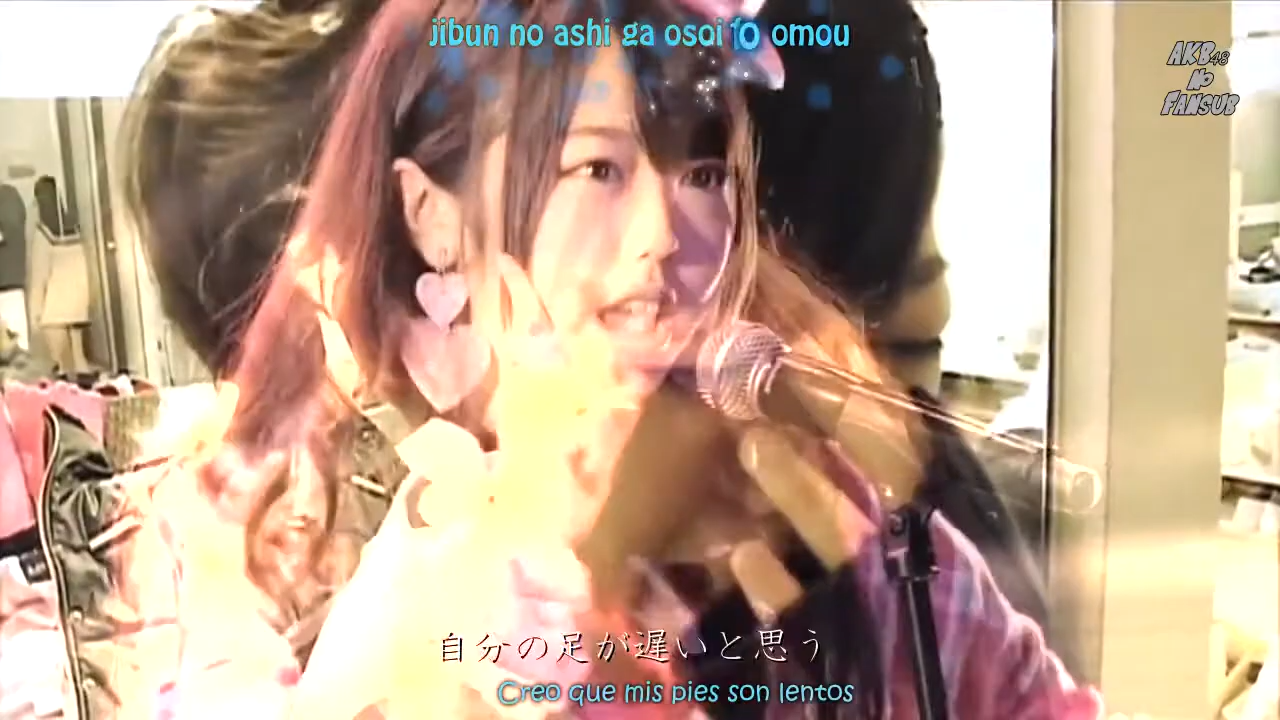 jibun no ashi ga osoi to omou
AKB48
No
FANSUB
自分の足が遅いと思う
Creo que mis pies son lentos